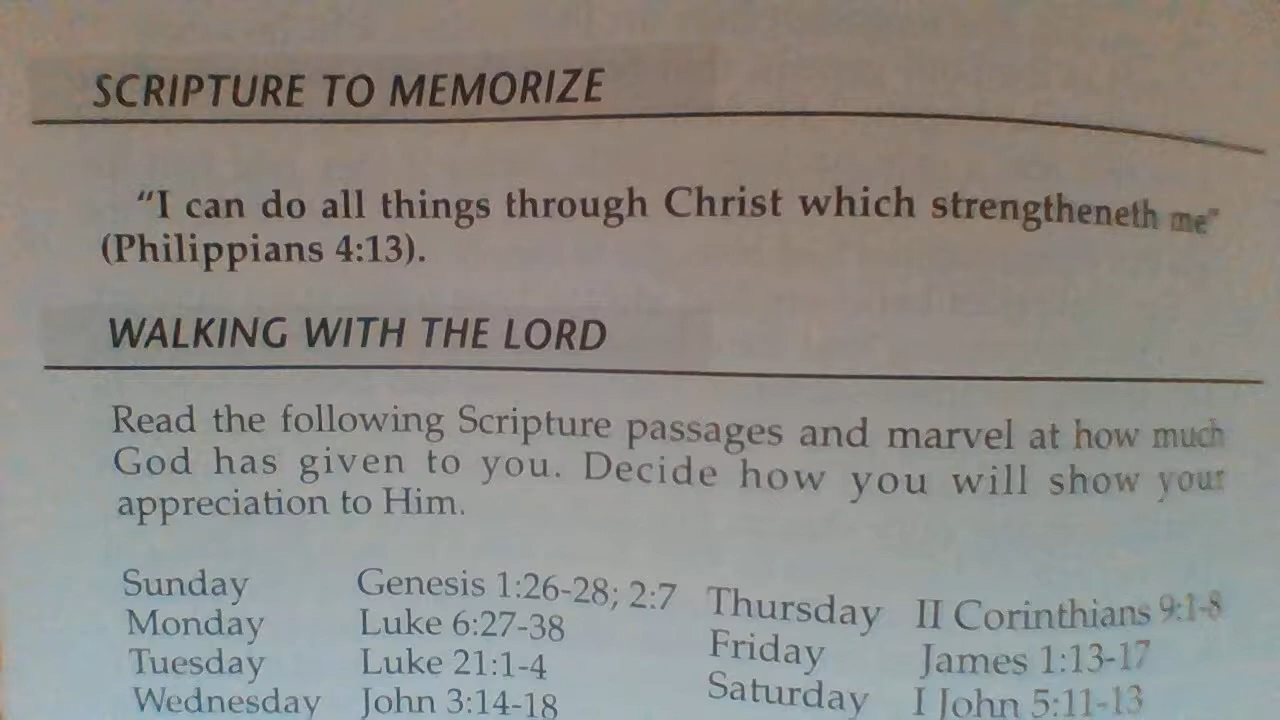 SCRIPTURE TO MEMORIZE
"I can do all things through Christ which strengtheneth me"
(Philippians 4:13).
WALKING WITH THE LORD
Read the following Scripture passages and marvel at how much
God has given to you. Decide how you will show your
appreciation to Him.
Sunday Genesis 1:26-28; 2:7 Thursday II Corinthians 9:1-8
Monday Luke 6:27-38 Friday James 1:13-17
Tuesday Luke 21:1-4 Saturday I John 5:11-13
Wednesday John 3:14-18